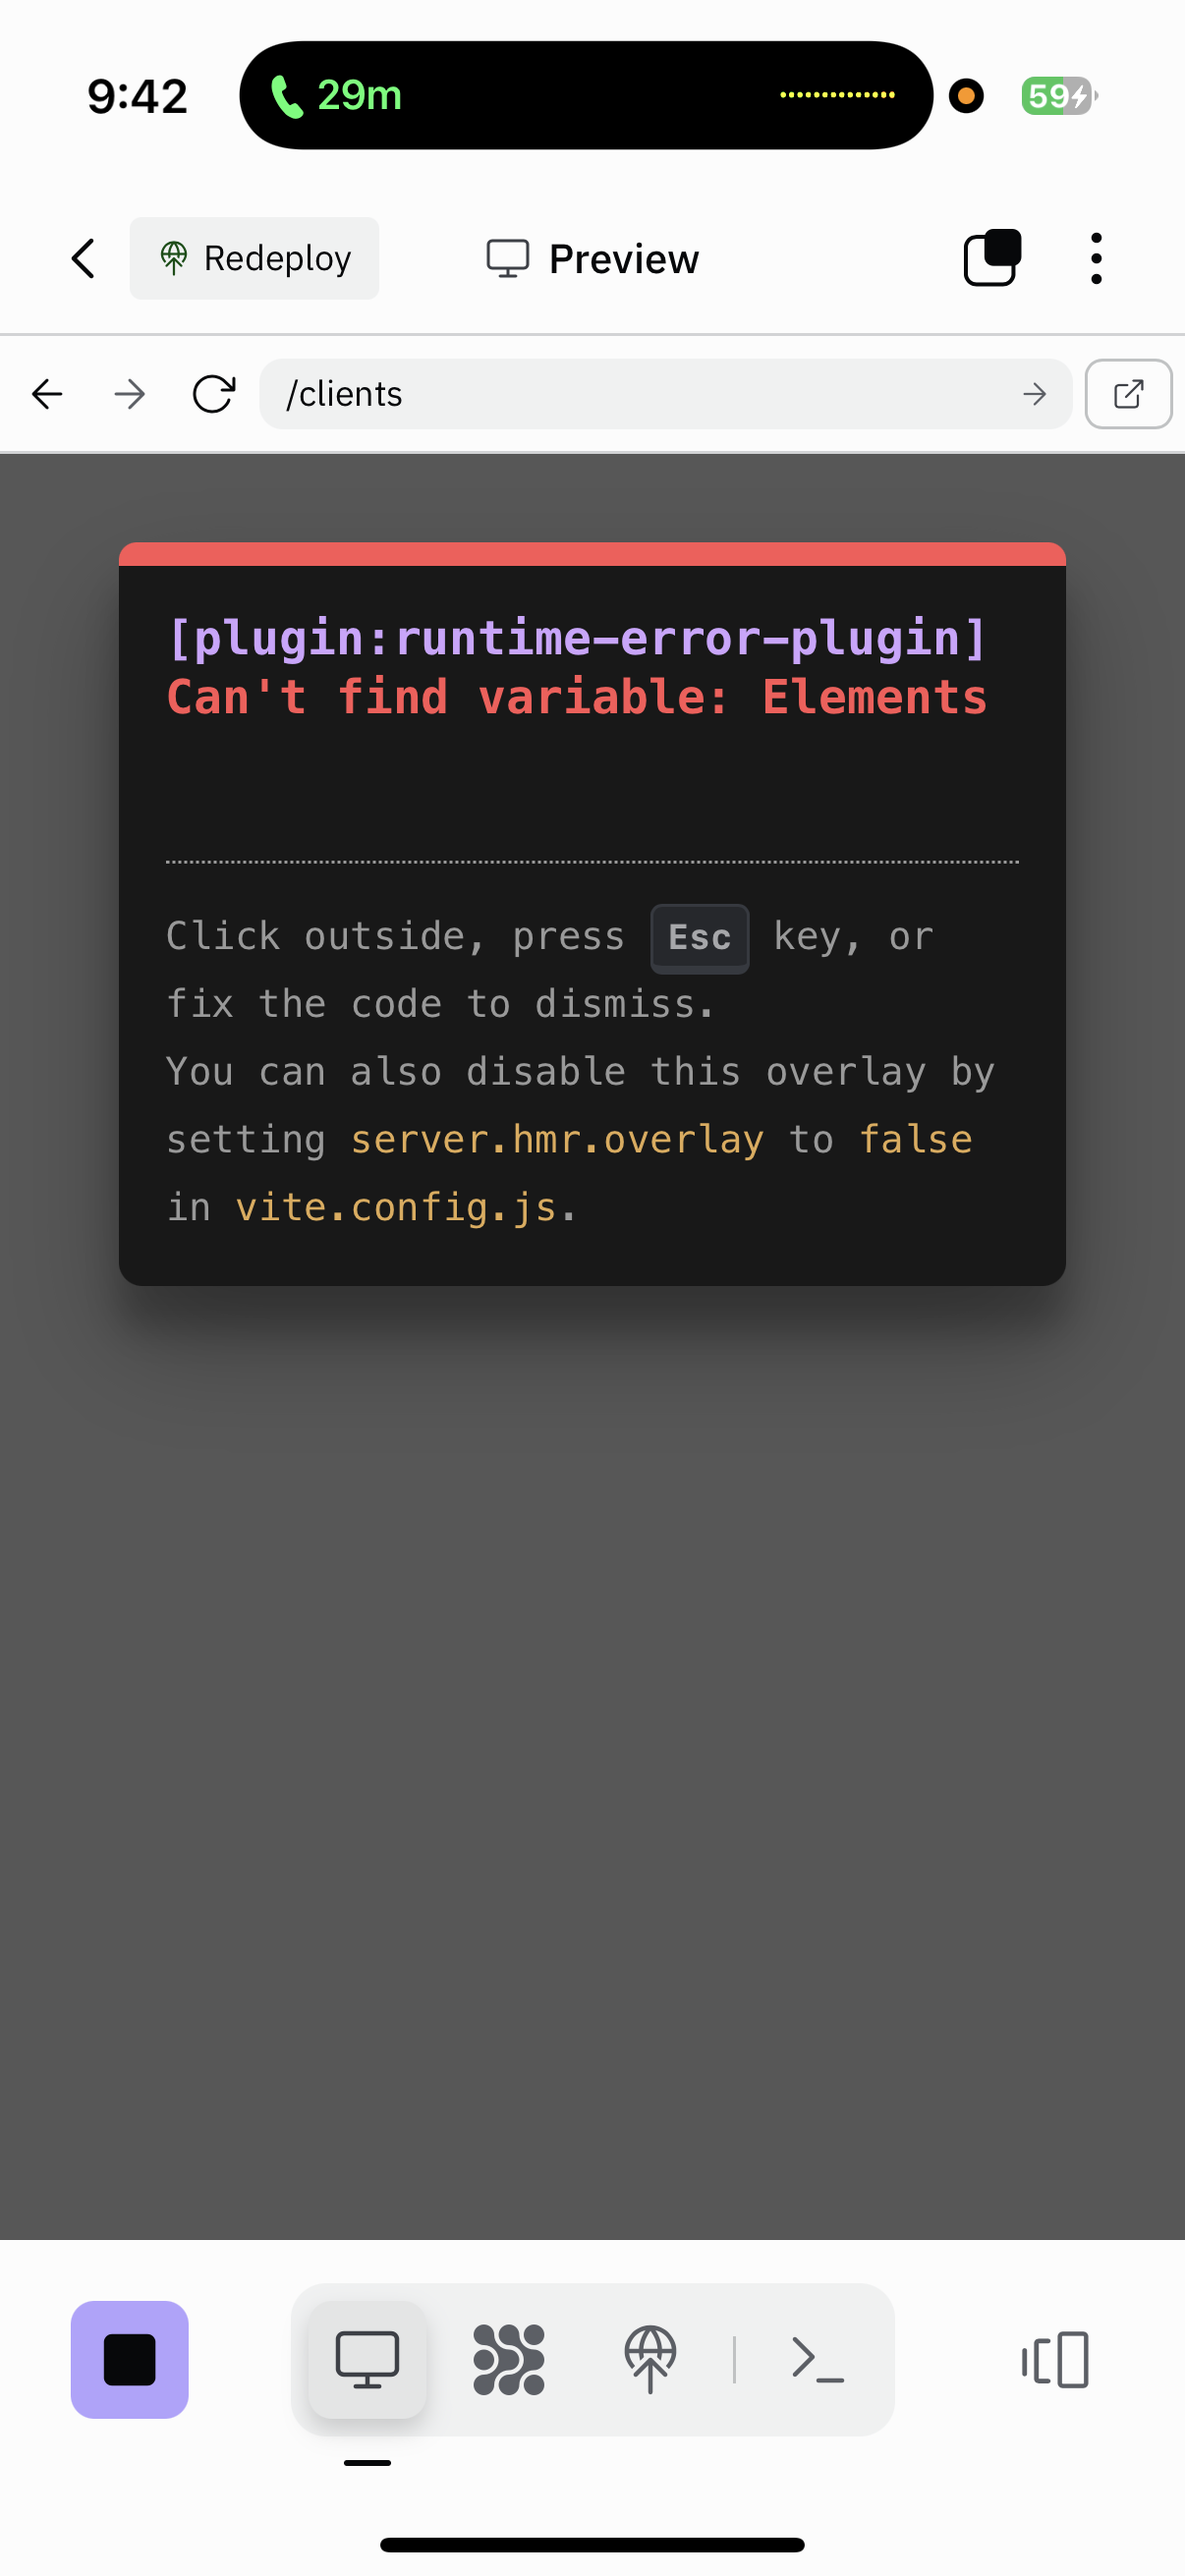 9:42
29m
59
Redeploy
Preview
/clients
[plugin:runtime-error-plugin]
Can't find variable: Elements
Click outside, press Esc key, or
fix the code to dismiss.
You can also disable this overlay by
setting server.hmr.overlay to false
in vite.config.js.